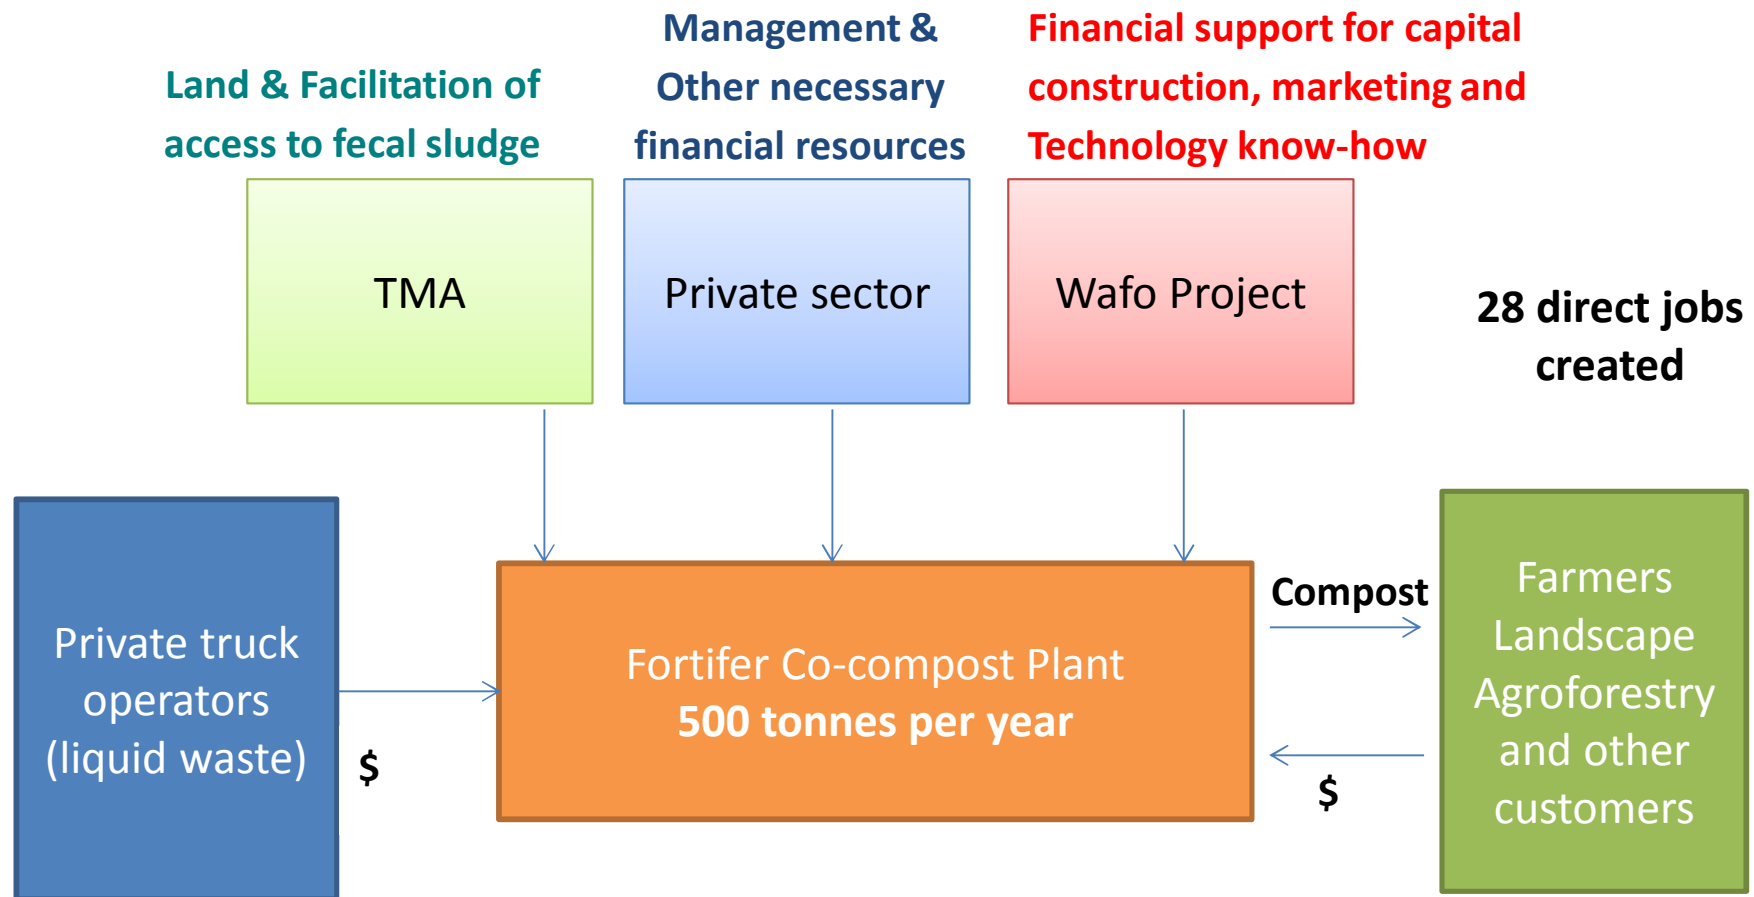 Land & Facilitation of
access to fecal sludge
Management &
Other necessary
financial resources
Financial support for capital
construction, marketing and
Technology know-how
TMA
Private sector
Wafo Project
28 direct jobs
created
Private truck
operators
(liquid waste)
$
Fortifer Co-compost Plant
500 tonnes per year
Compost
$
Farmers
Landscape
Agroforestry
and other
customers